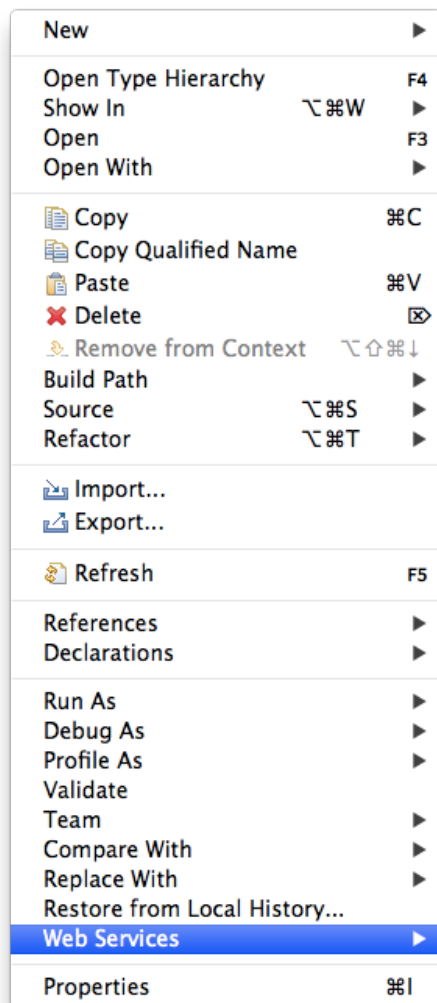 New ▶
Open Type Hierarchy F4
Show In ⌥⌘W ▶
Open F3
Open With ▶
Copy ⌘C
Copy Qualified Name
Paste ⌘V
Delete ⌦
Remove from Context ⌥⇧⌘↓
Build Path ▶
Source ⌥⌘S ▶
Refactor ⌥⌘T ▶
Import...
Export...
Refresh F5
References ▶
Declarations ▶
Run As ▶
Debug As ▶
Profile As ▶
Validate
Team ▶
Compare With ▶
Replace With ▶
Restore from Local History...
Web Services ▶
Properties ⌘I